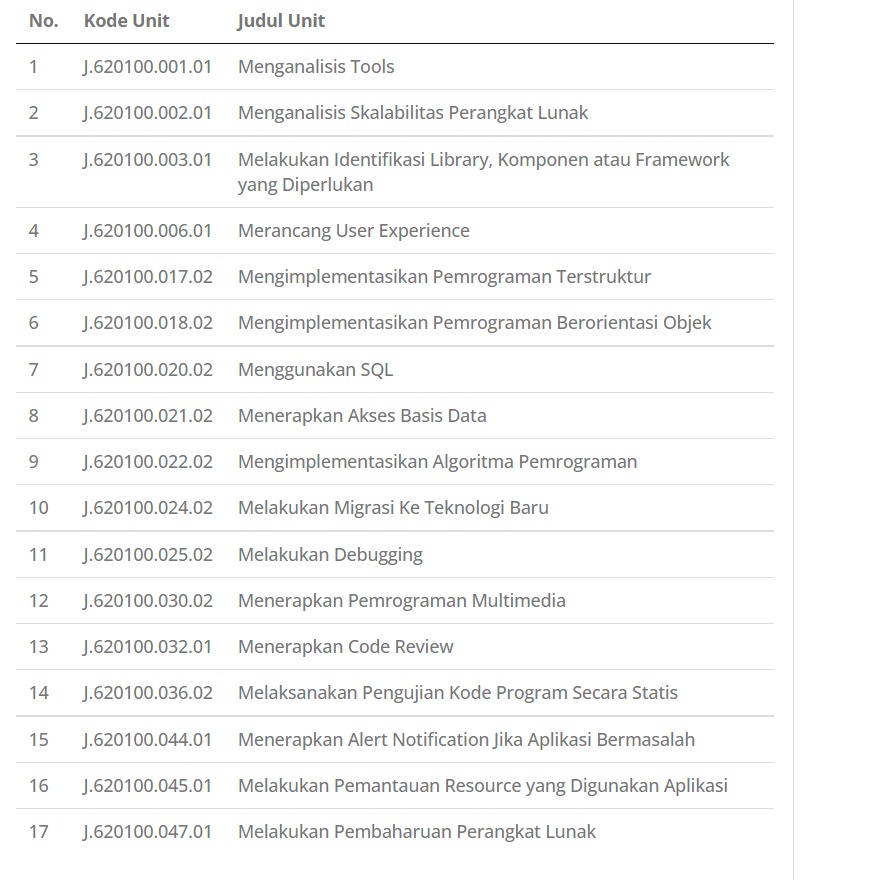 No. Kode Unit Judul Unit
1 J.620100.001.01 Menganalisis Tools
2 J.620100.002.01 Menganalisis Skalabilitas Perangkat Lunak
3 J.620100.003.01 Melakukan Identifikasi Library, Komponen atau Framework
yang Diperlukan
4 J.620100.006.01 Merancang User Experience
5 J.620100.017.02 Mengimplementasikan Pemrograman Terstruktur
6 J.620100.018.02 Mengimplementasikan Pemrograman Berorientasi Objek
7 J.620100.020.02 Menggunakan SQL
8 J.620100.021.02 Menerapkan Akses Basis Data
9 J.620100.022.02 Mengimplementasikan Algoritma Pemrograman
10 J.620100.024.02 Melakukan Migrasi Ke Teknologi Baru
11 J.620100.025.02 Melakukan Debugging
12 J.620100.030.02 Menerapkan Pemrograman Multimedia
13 J.620100.032.01 Menerapkan Code Review
14 J.620100.036.02 Melaksanakan Pengujian Kode Program Secara Statis
15 J.620100.044.01 Menerapkan Alert Notification Jika Aplikasi Bermasalah
16 J.620100.045.01 Melakukan Pemantauan Resource yang Digunakan Aplikasi
17 J.620100.047.01 Melakukan Pembaharuan Perangkat Lunak